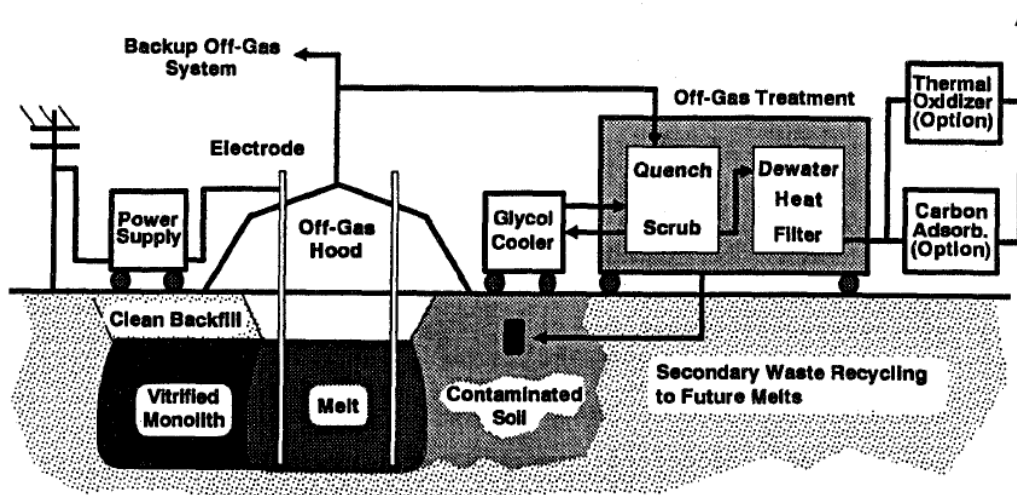 Backup Off-Gas
System
Electrode
Off-Gas Treatment
Thermal
Oxidizer
(Option)
Power
Supply
Off-Gas
Hood
Glycol
Cooler
Quench
Scrub
Dewater
Heat
Filter
Carbon
Adsorb.
(Option)
Clean Backfill
Vitrified
Monolith
Melt
Contaminated
Soil
Secondary Waste Recycling
to Future Melts